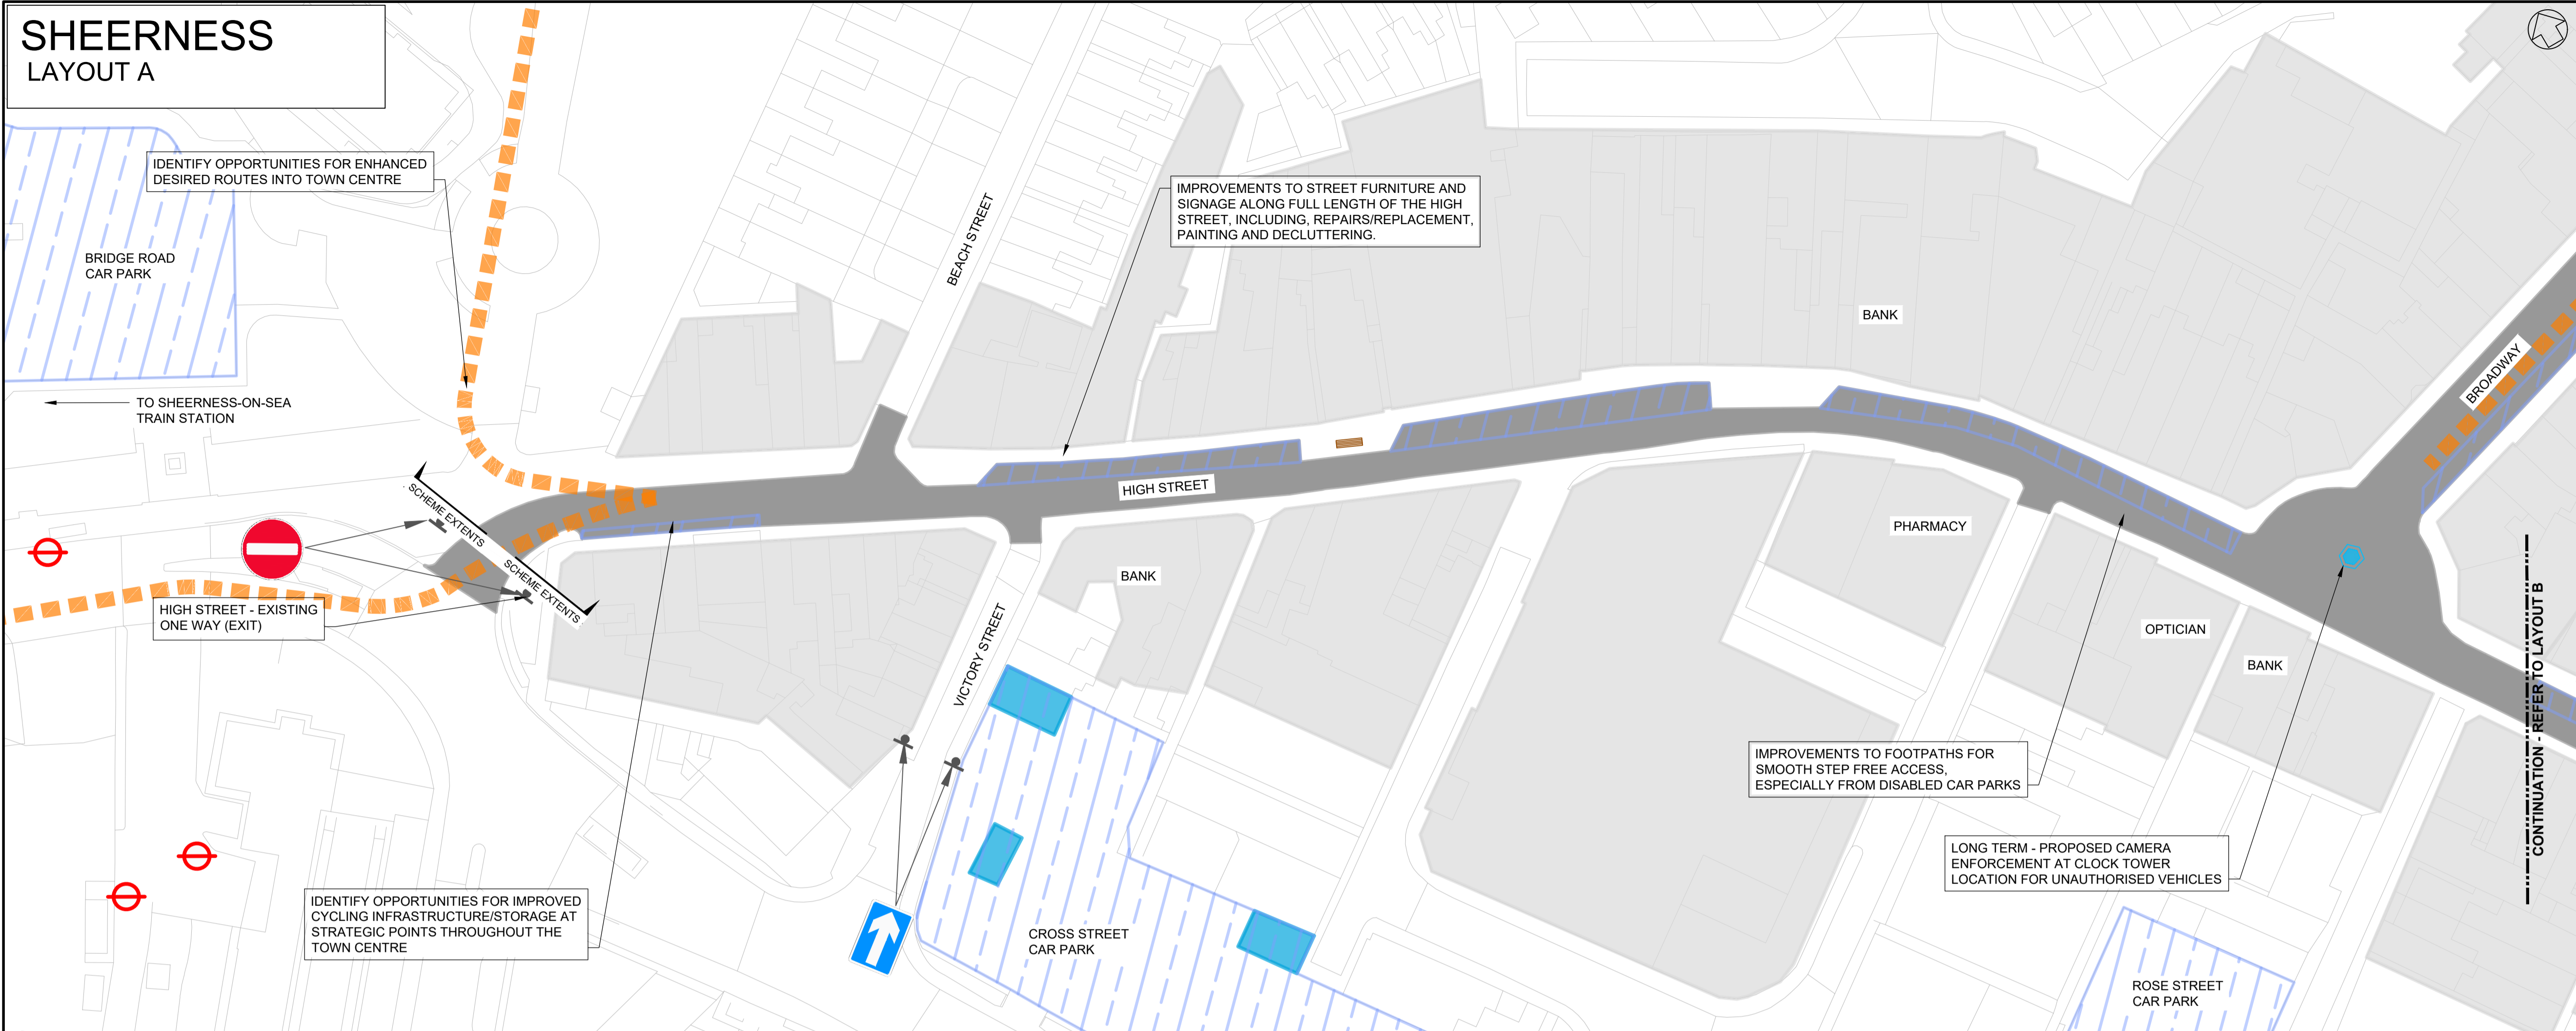 SHEERNESS
LAYOUT A
IDENTIFY OPPORTUNITIES FOR ENHANCED
DESIRED ROUTES INTO TOWN CENTRE
BRIDGE ROAD
CAR PARK
TO SHEERNESS-ON-SEA
TRAIN STATION
BEACH STREET
IMPROVEMENTS TO STREET FURNITURE AND
SIGNAGE ALONG FULL LENGTH OF THE HIGH
STREET, INCLUDING, REPAIRS/REPLACEMENT,
PAINTING AND DECLUTTERING.
BANK
BROADWAY
SCHEME EXTENTS
SCHEME EXTENTS
HIGH STREET
PHARMACY
HIGH STREET - EXISTING
ONE WAY (EXIT)
BANK
VICTORY STREET
OPTICIAN
BANK
IMPROVEMENTS TO FOOTPATHS FOR
SMOOTH STEP FREE ACCESS,
ESPECIALLY FROM DISABLED CAR PARKS
LONG TERM - PROPOSED CAMERA
ENFORCEMENT AT CLOCK TOWER
LOCATION FOR UNAUTHORISED VEHICLES
CONTINUATION - REFER TO LAYOUT B
IDENTIFY OPPORTUNITIES FOR IMPROVED
CYCLING INFRASTRUCTURE/STORAGE AT
STRATEGIC POINTS THROUGHOUT THE
TOWN CENTRE
CROSS STREET
CAR PARK
ROSE STREET
CAR PARK